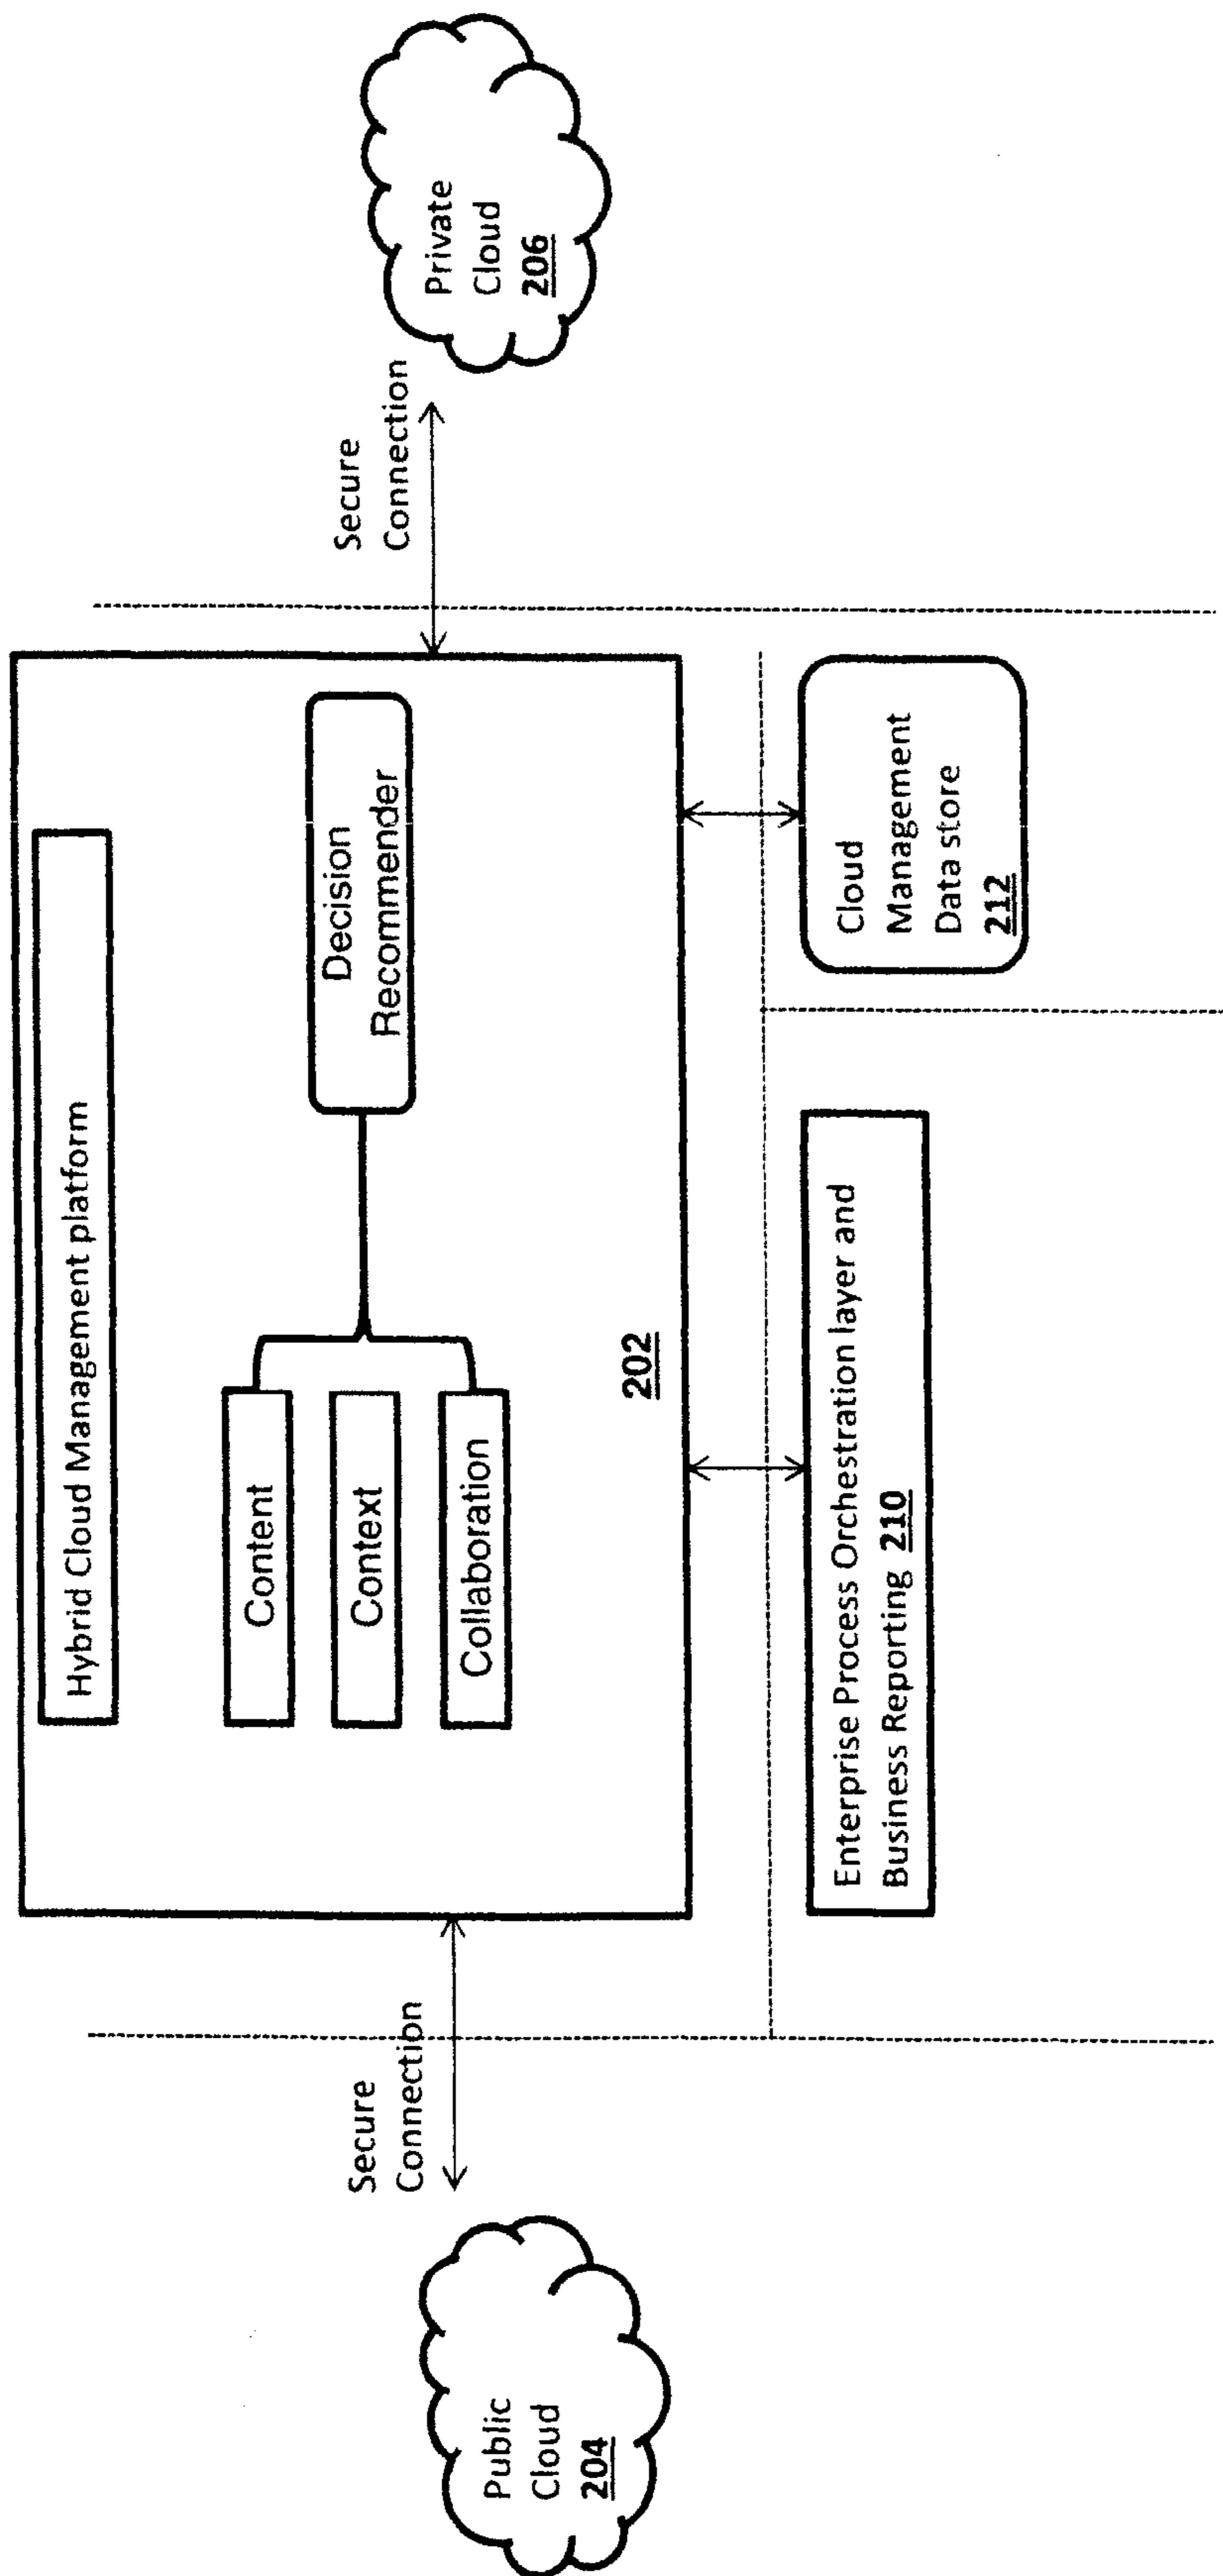 Hybrid Cloud Management platform
Content
Context
Collaboration
Decision
Recommender
202
Secure
Connection
Public
Cloud
204
Secure
Connection
Private
Cloud
206
Enterprise Process Orchestration layer and
Business Reporting 210
Cloud
Management
Data store
212